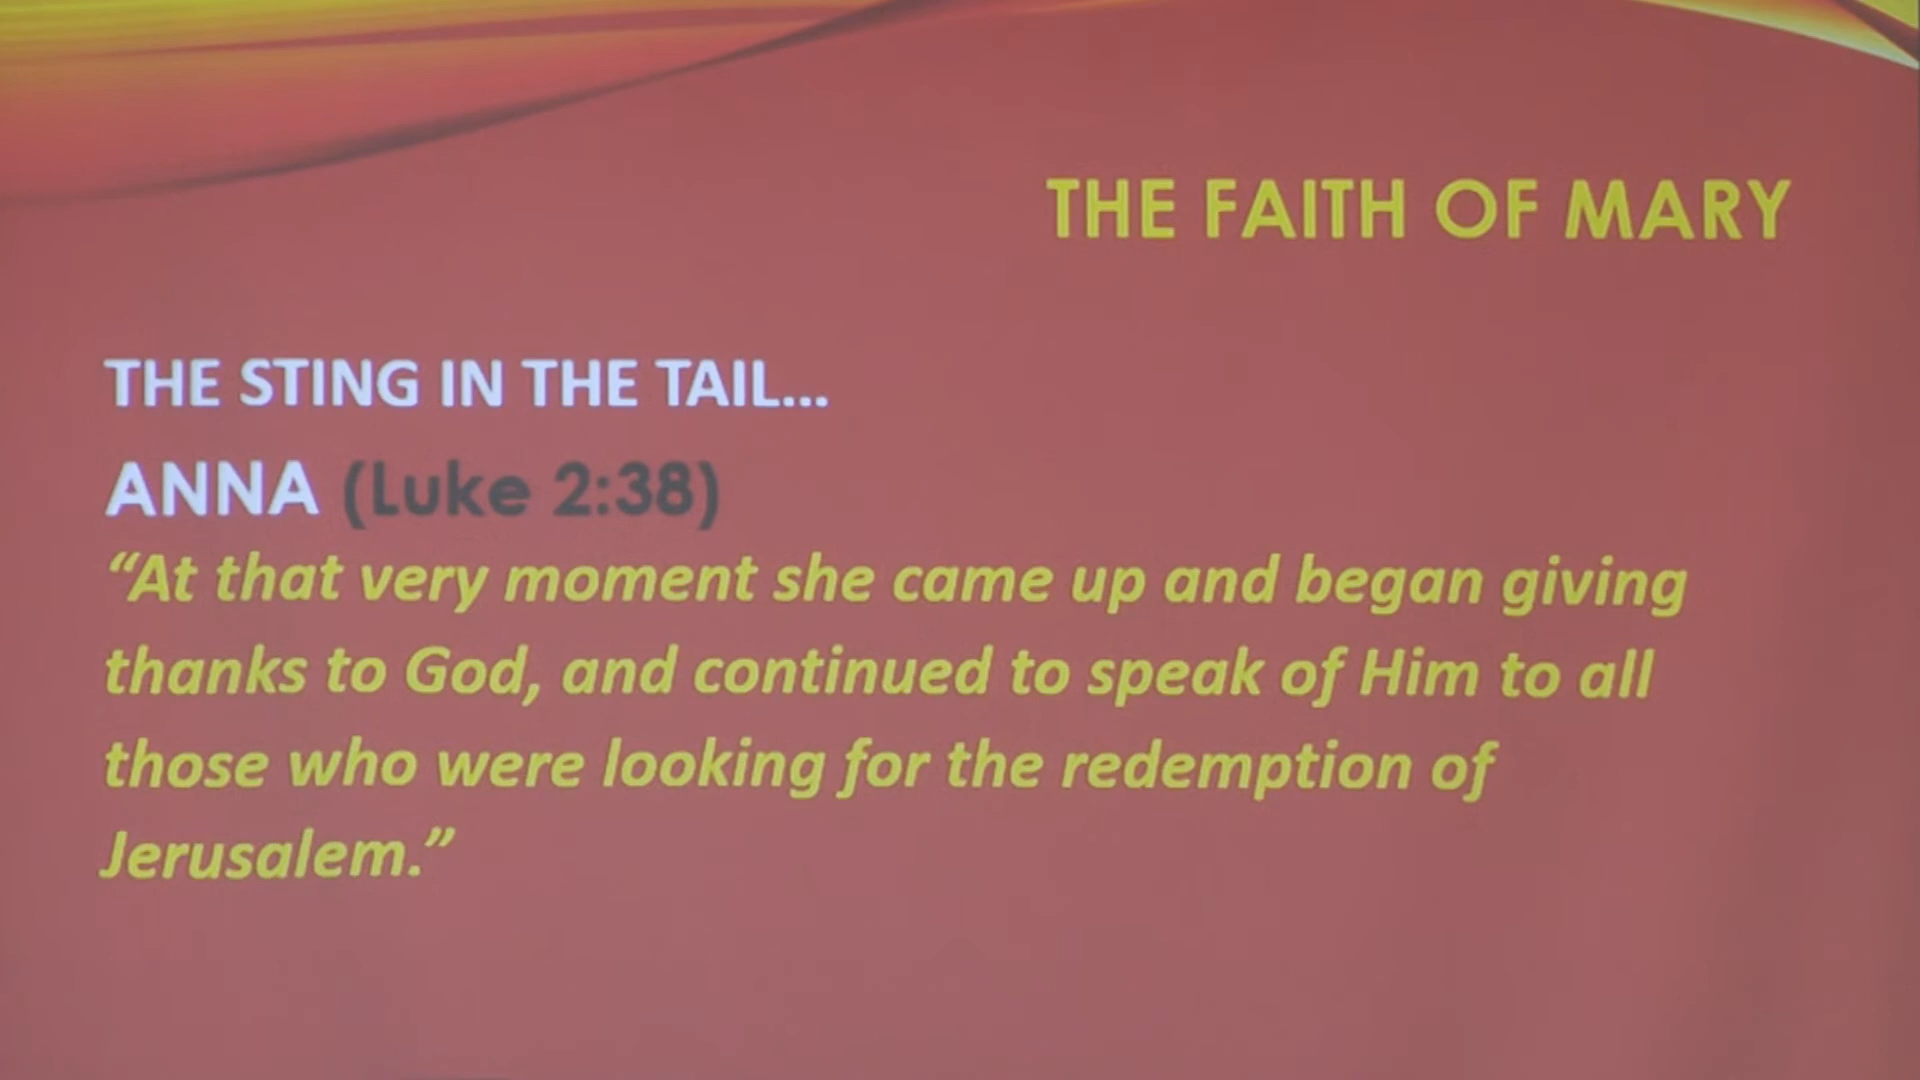 THE FAITH OF MARY
THE STING IN THE TAIL...
ANNA (Luke 2:38)
“At that very moment she came up and began giving
thanks to God, and continued to speak of Him to all
those who were looking for the redemption of
Jerusalem.”